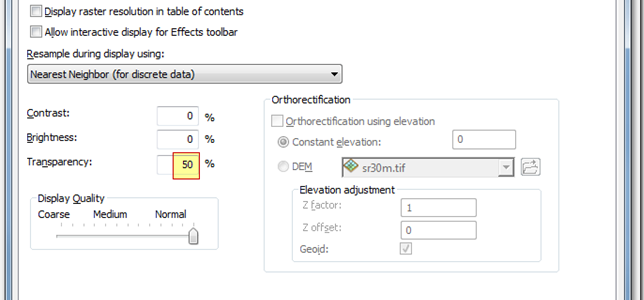 Display raster resolution in table of contents
Allow interactive display for Effects toolbar
Resample during display using:
Nearest Neighbor (for discrete data)
Contrast: 0 %
Brightness: 0 %
Transparency: 50 %
Display Quality
Coarse Medium Normal
Orthorectification
Orthorectification using elevation
Constant elevation: 0
DEM sr30m.tif
Elevation adjustment
Z factor: 1
Z offset: 0
Geoid: